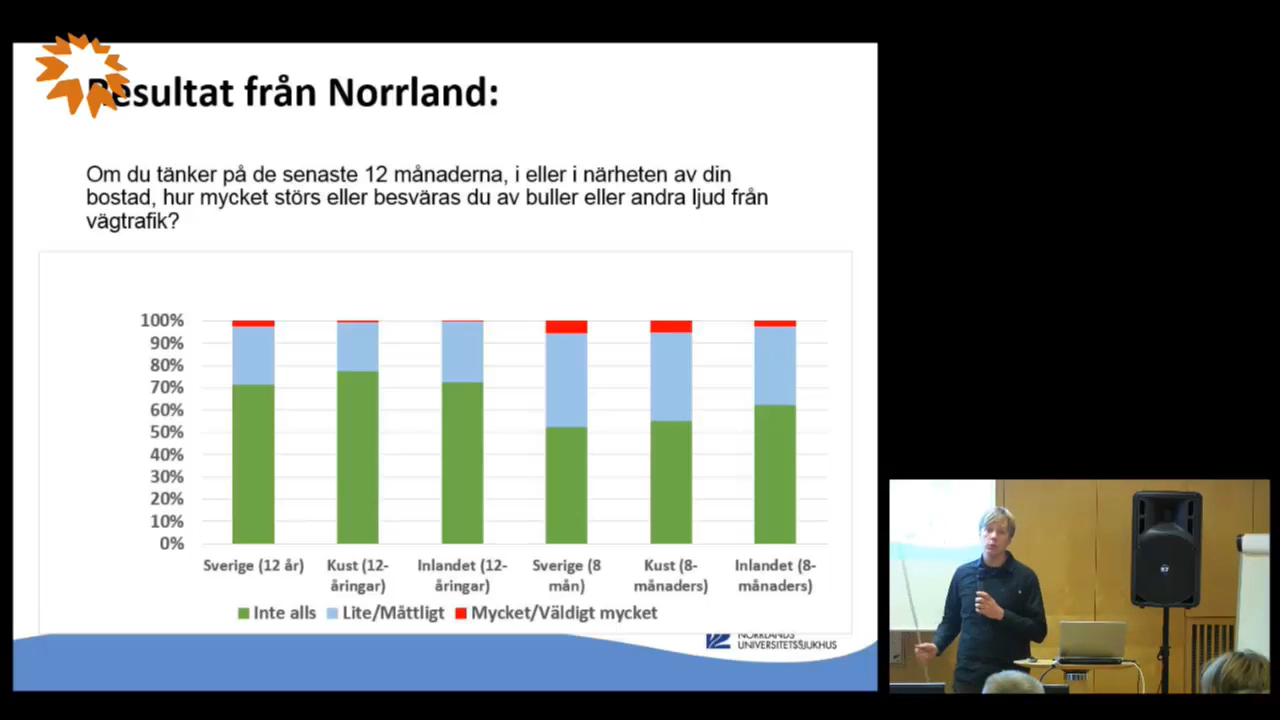 Resultat från Norrland:
Om du tänker på de senaste 12 månaderna, i eller i närheten av din
bostad, hur mycket störs eller besväras du av buller eller andra ljud från
vägtrafik?
100%
90%
80%
70%
60%
50%
40%
30%
20%
10%
0%
Sverige (12 år)
Kust (12-
åringar)
Inlandet (12-
åringar)
Sverige (8
mån)
Kust (8-
månaders)
Inlandet (8-
månaders)
Inte alls Lite/Måttligt Mycket/Väldigt mycket
NORRLANDS
UNIVERSITETSSJUKHUS